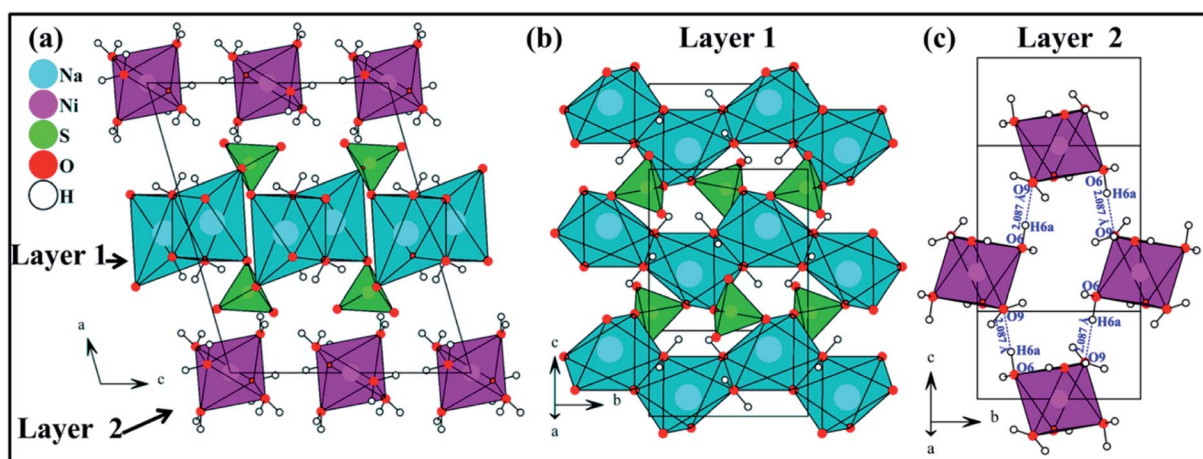 (a)
Na
Ni
S
O
H
Layer 1
Layer 2
a
c
(b)
Layer 1
c
b
a
(c)
Layer 2
O9
O6
2.087 Å
H6a
2.087 Å
H6a
O6
O9
O6
O9
H6a
2.087 Å
2.087 Å
H6a
O6
O9
c
b
a